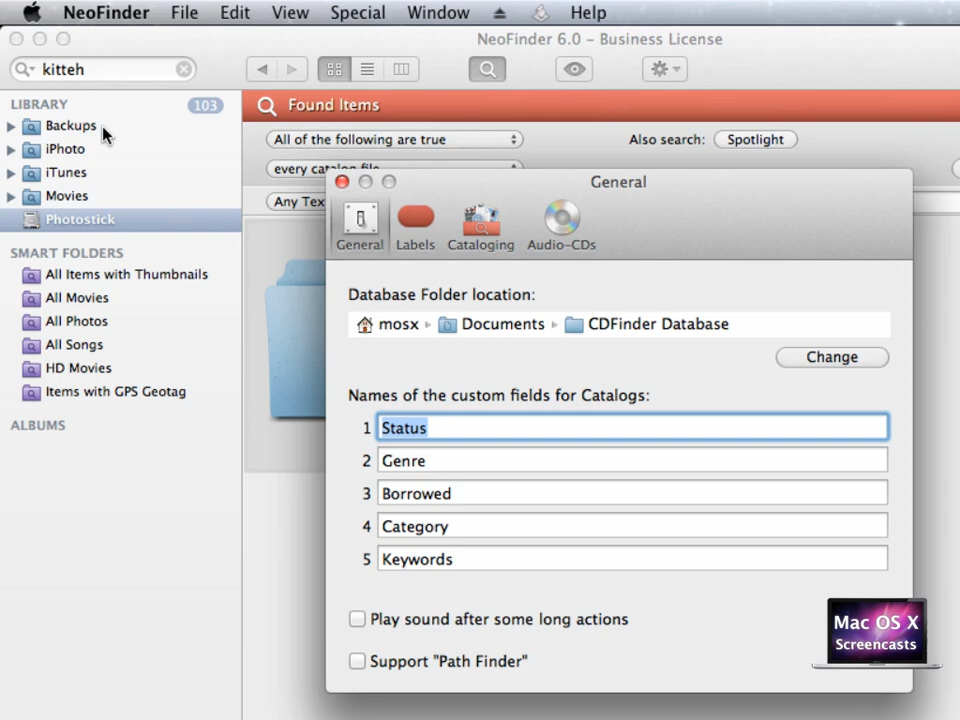 NeoFinder File Edit View Special Window Help
NeoFinder 6.0 – Business License
kitteh
LIBRARY 103
Backups
iPhoto
iTunes
Movies
Photostick
SMART FOLDERS
All Items with Thumbnails
All Movies
All Photos
All Songs
HD Movies
Items with GPS Geotag
ALBUMS
Found Items
All of the following are true
Also search: Spotlight
every catalog file
Any Tex
General
General Labels Cataloging Audio-CDs
Database Folder location:
mosx Documents CDFinder Database
Change
Names of the custom fields for Catalogs:
1 Status
2 Genre
3 Borrowed
4 Category
5 Keywords
Play sound after some long actions
Support "Path Finder"
Mac OS X
Screencasts